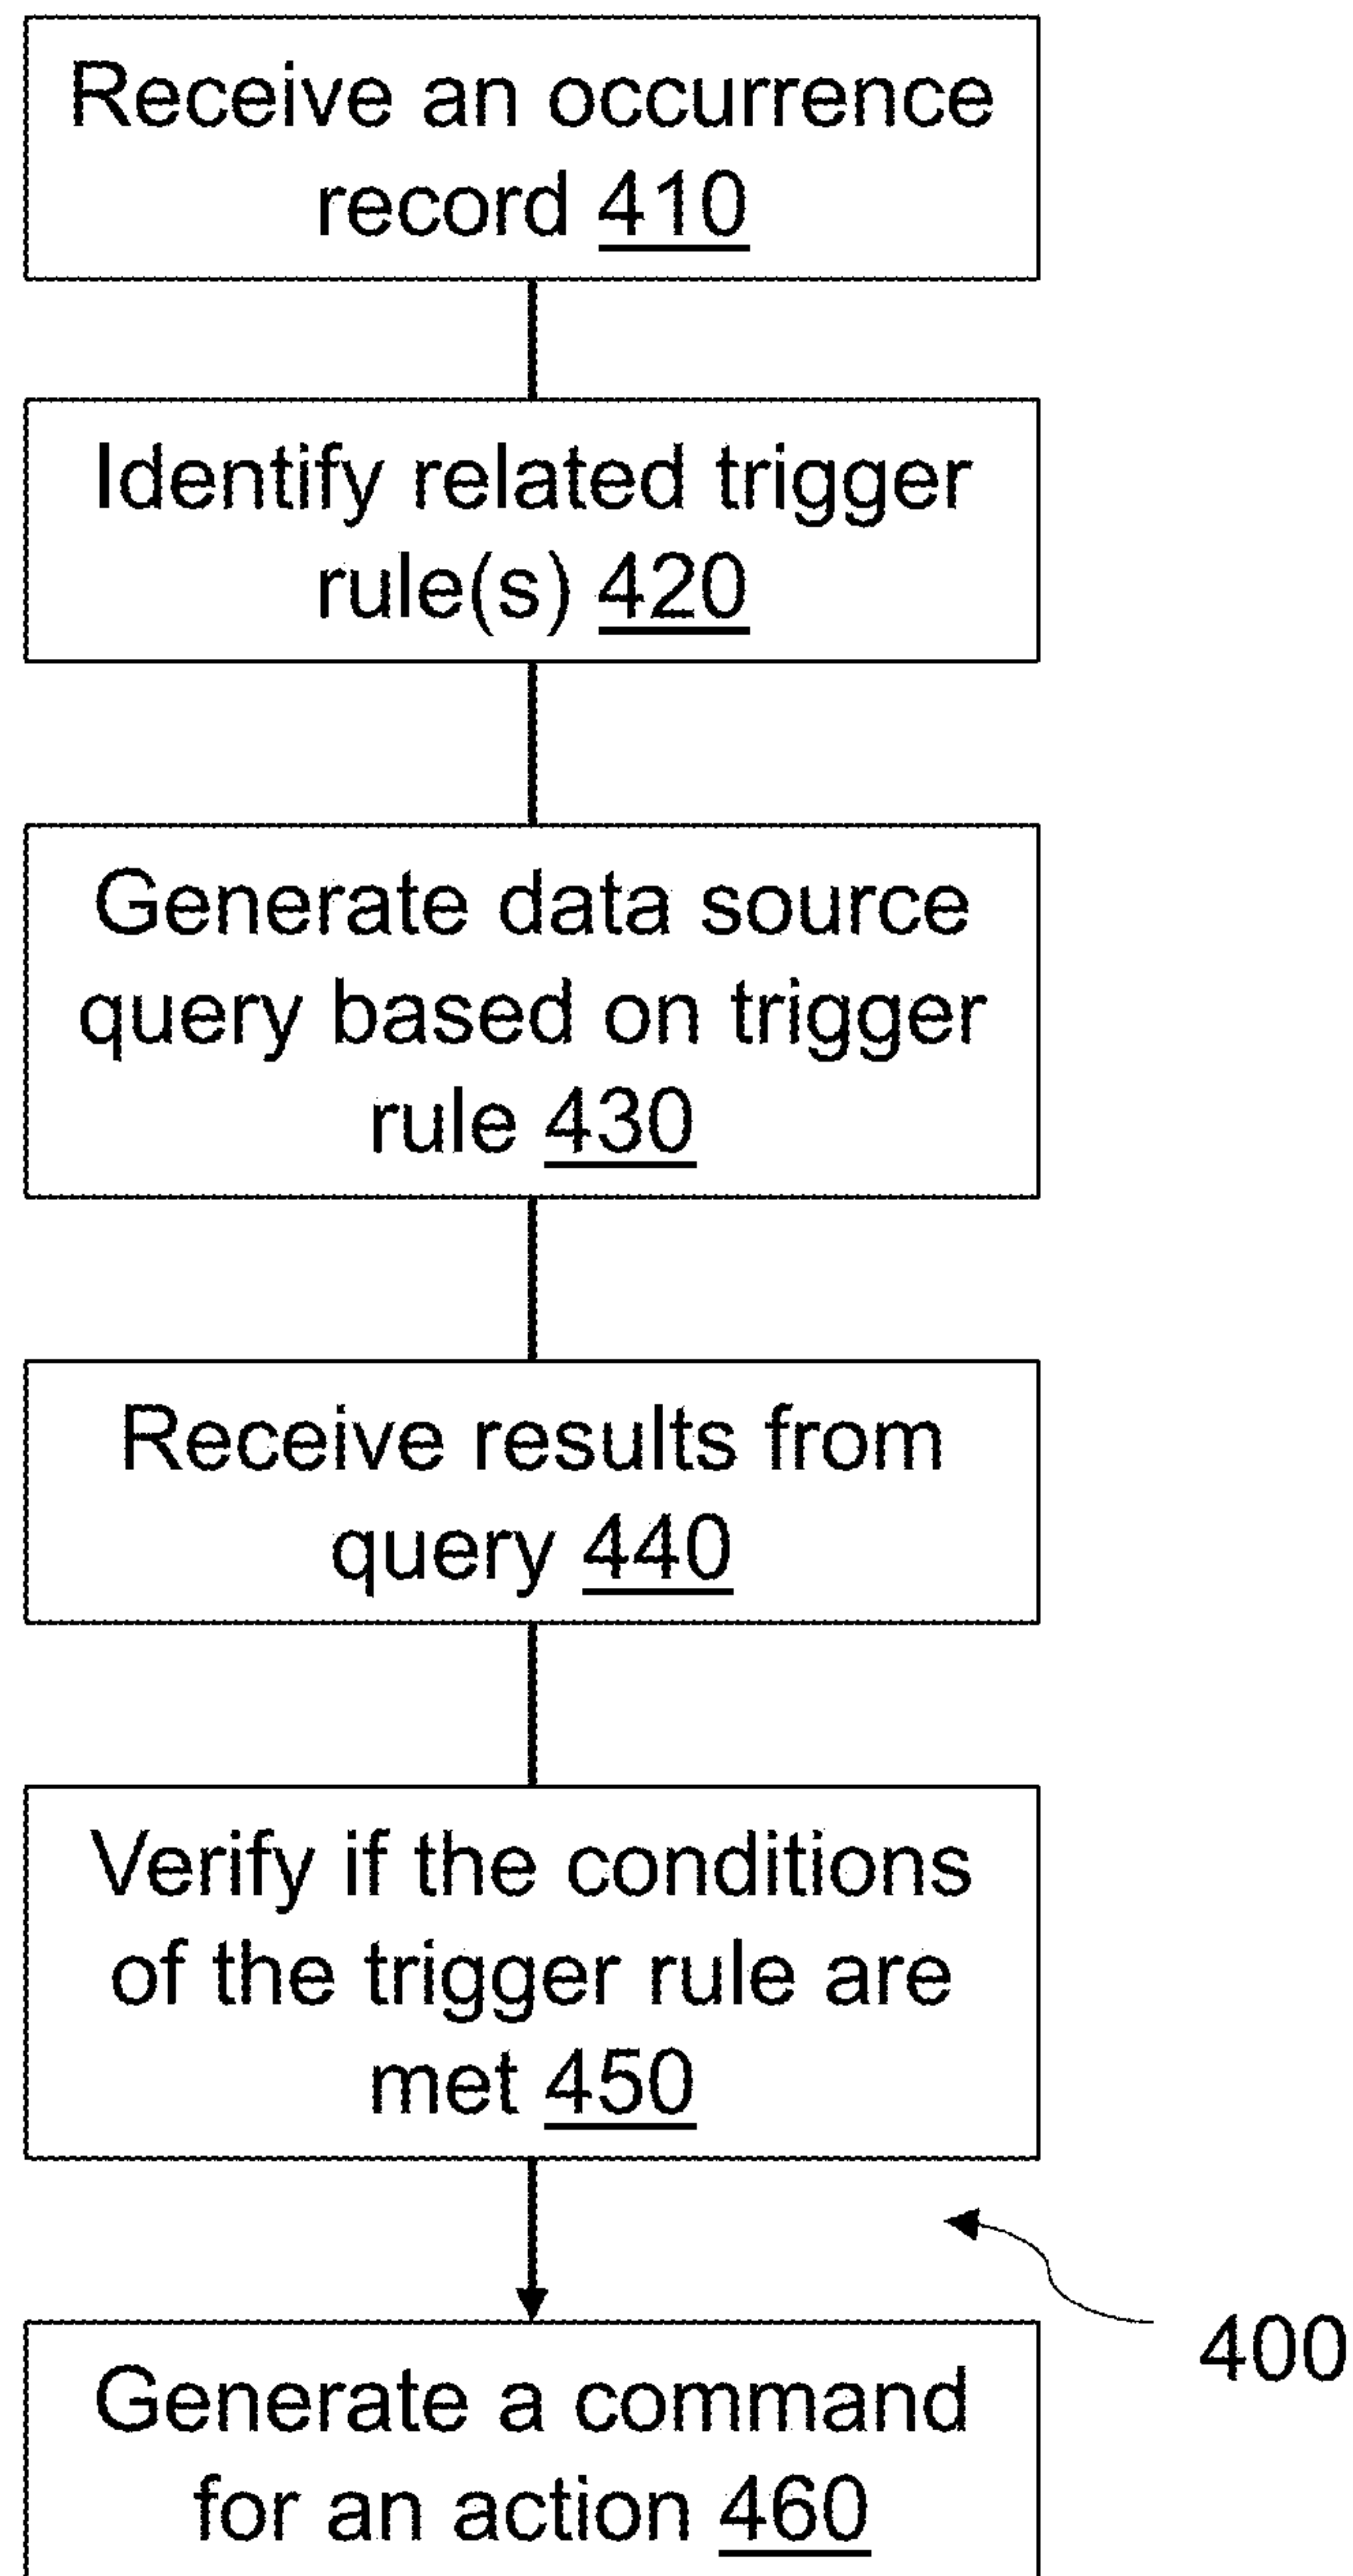 Receive an occurrence
record 410
Identify related trigger
rule(s) 420
Generate data source
query based on trigger
rule 430
Receive results from
query 440
Verify if the conditions
of the trigger rule are
met 450
400
Generate a command
for an action 460